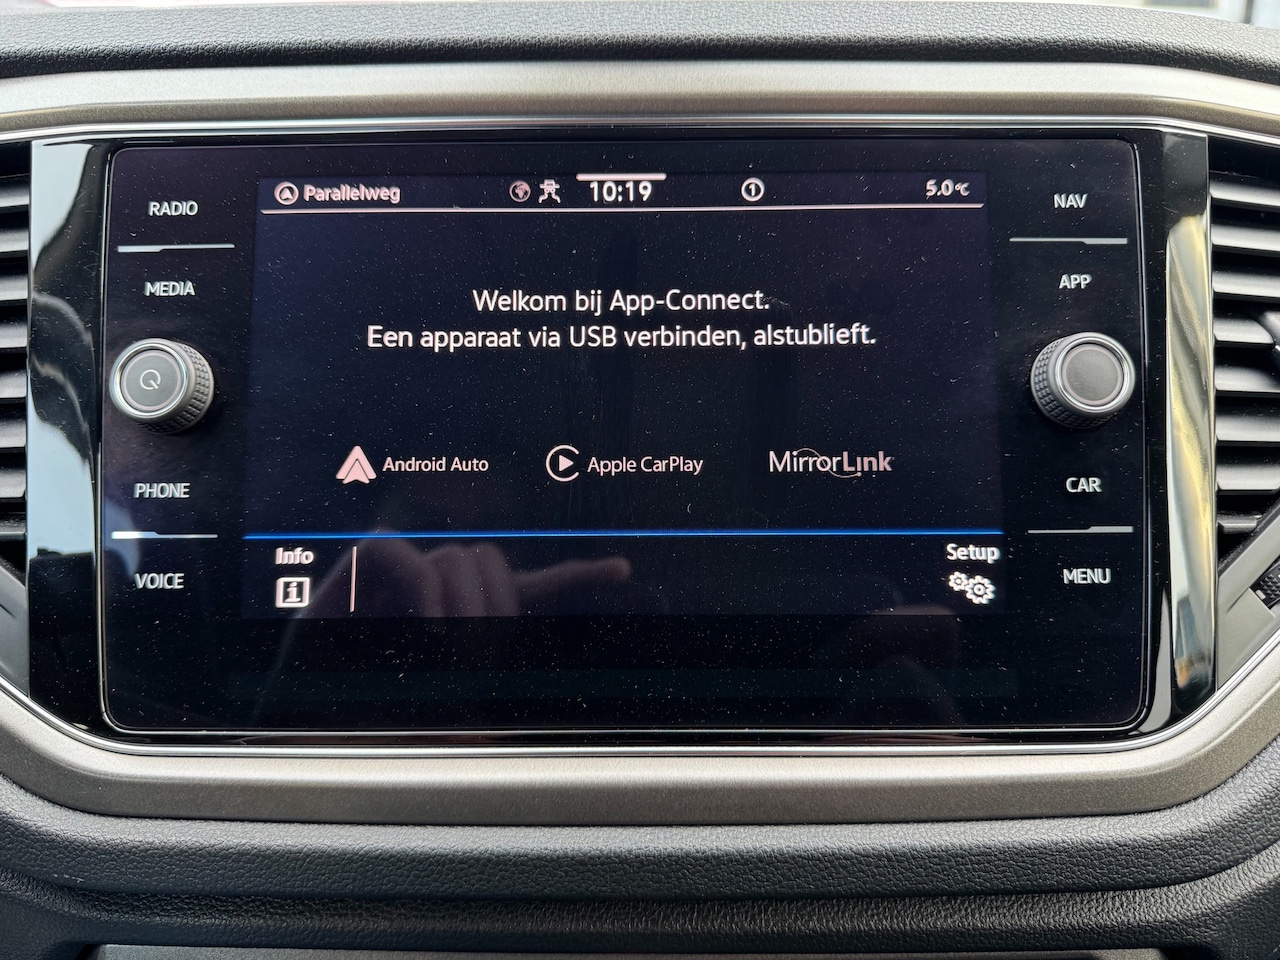 RADIO
MEDIA
PHONE
VOICE
Parallelweg
10:19
1
5.0°C
Welkom bij App-Connect.
Een apparaat via USB verbinden, alstublieft.
Android Auto
Apple CarPlay
MirrorLink
Info
i
Setup
NAV
APP
CAR
MENU